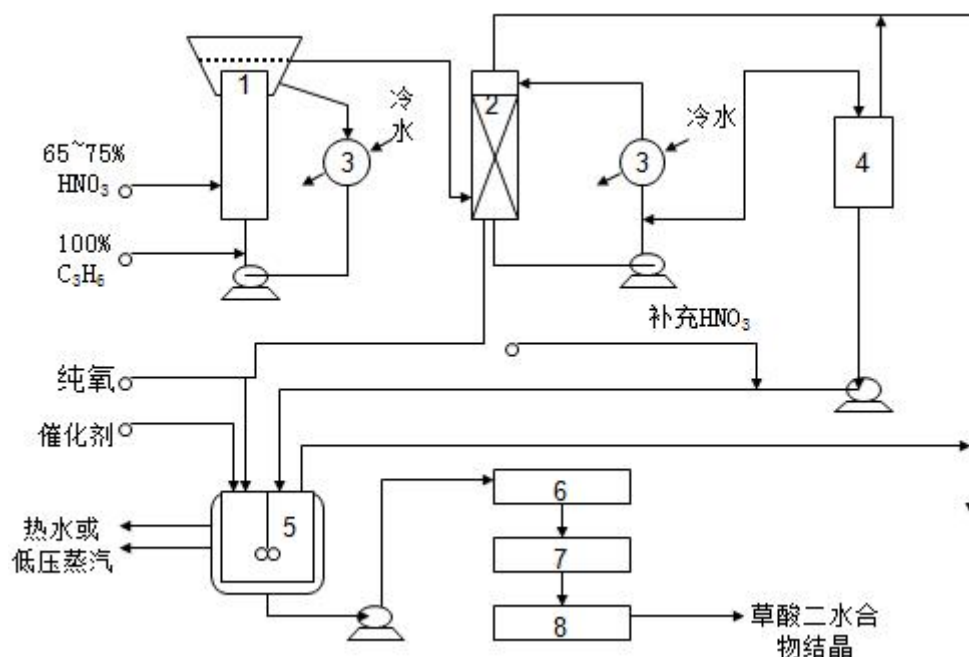 1
2
冷
水
3
冷水
3
4
65~75%
HNO₃
100%
C₃H₆
补充HNO₃
纯氧
催化剂
热水或
低压蒸汽
5
6
7
8
草酸二水合
物结晶